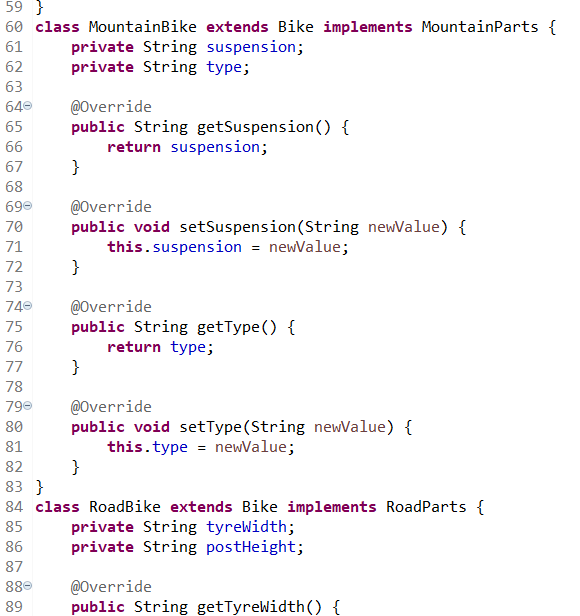 59 }
60 class MountainBike extends Bike implements MountainParts {
61     private String suspension;
62     private String type;
63
64     @Override
65     public String getSuspension() {
66         return suspension;
67     }
68
69     @Override
70     public void setSuspension(String newValue) {
71         this.suspension = newValue;
72     }
73
74     @Override
75     public String getType() {
76         return type;
77     }
78
79     @Override
80     public void setType(String newValue) {
81         this.type = newValue;
82     }
83 }
84 class RoadBike extends Bike implements RoadParts {
85     private String tyreWidth;
86     private String postHeight;
87
88     @Override
89     public String getTyreWidth() {